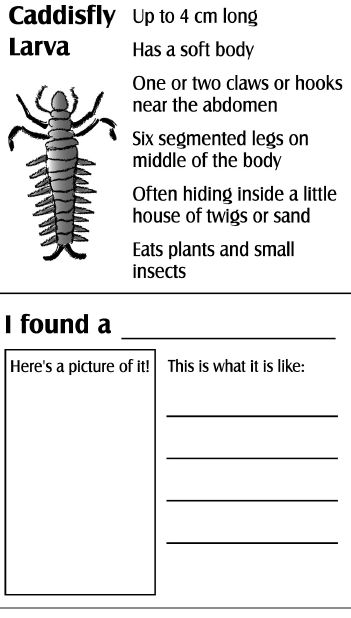 Caddisfly
Larva
Up to 4 cm long
Has a soft body
One or two claws or hooks
near the abdomen
Six segmented legs on
middle of the body
Often hiding inside a little
house of twigs or sand
Eats plants and small
insects
I found a
Here's a picture of it!
This is what it is like: